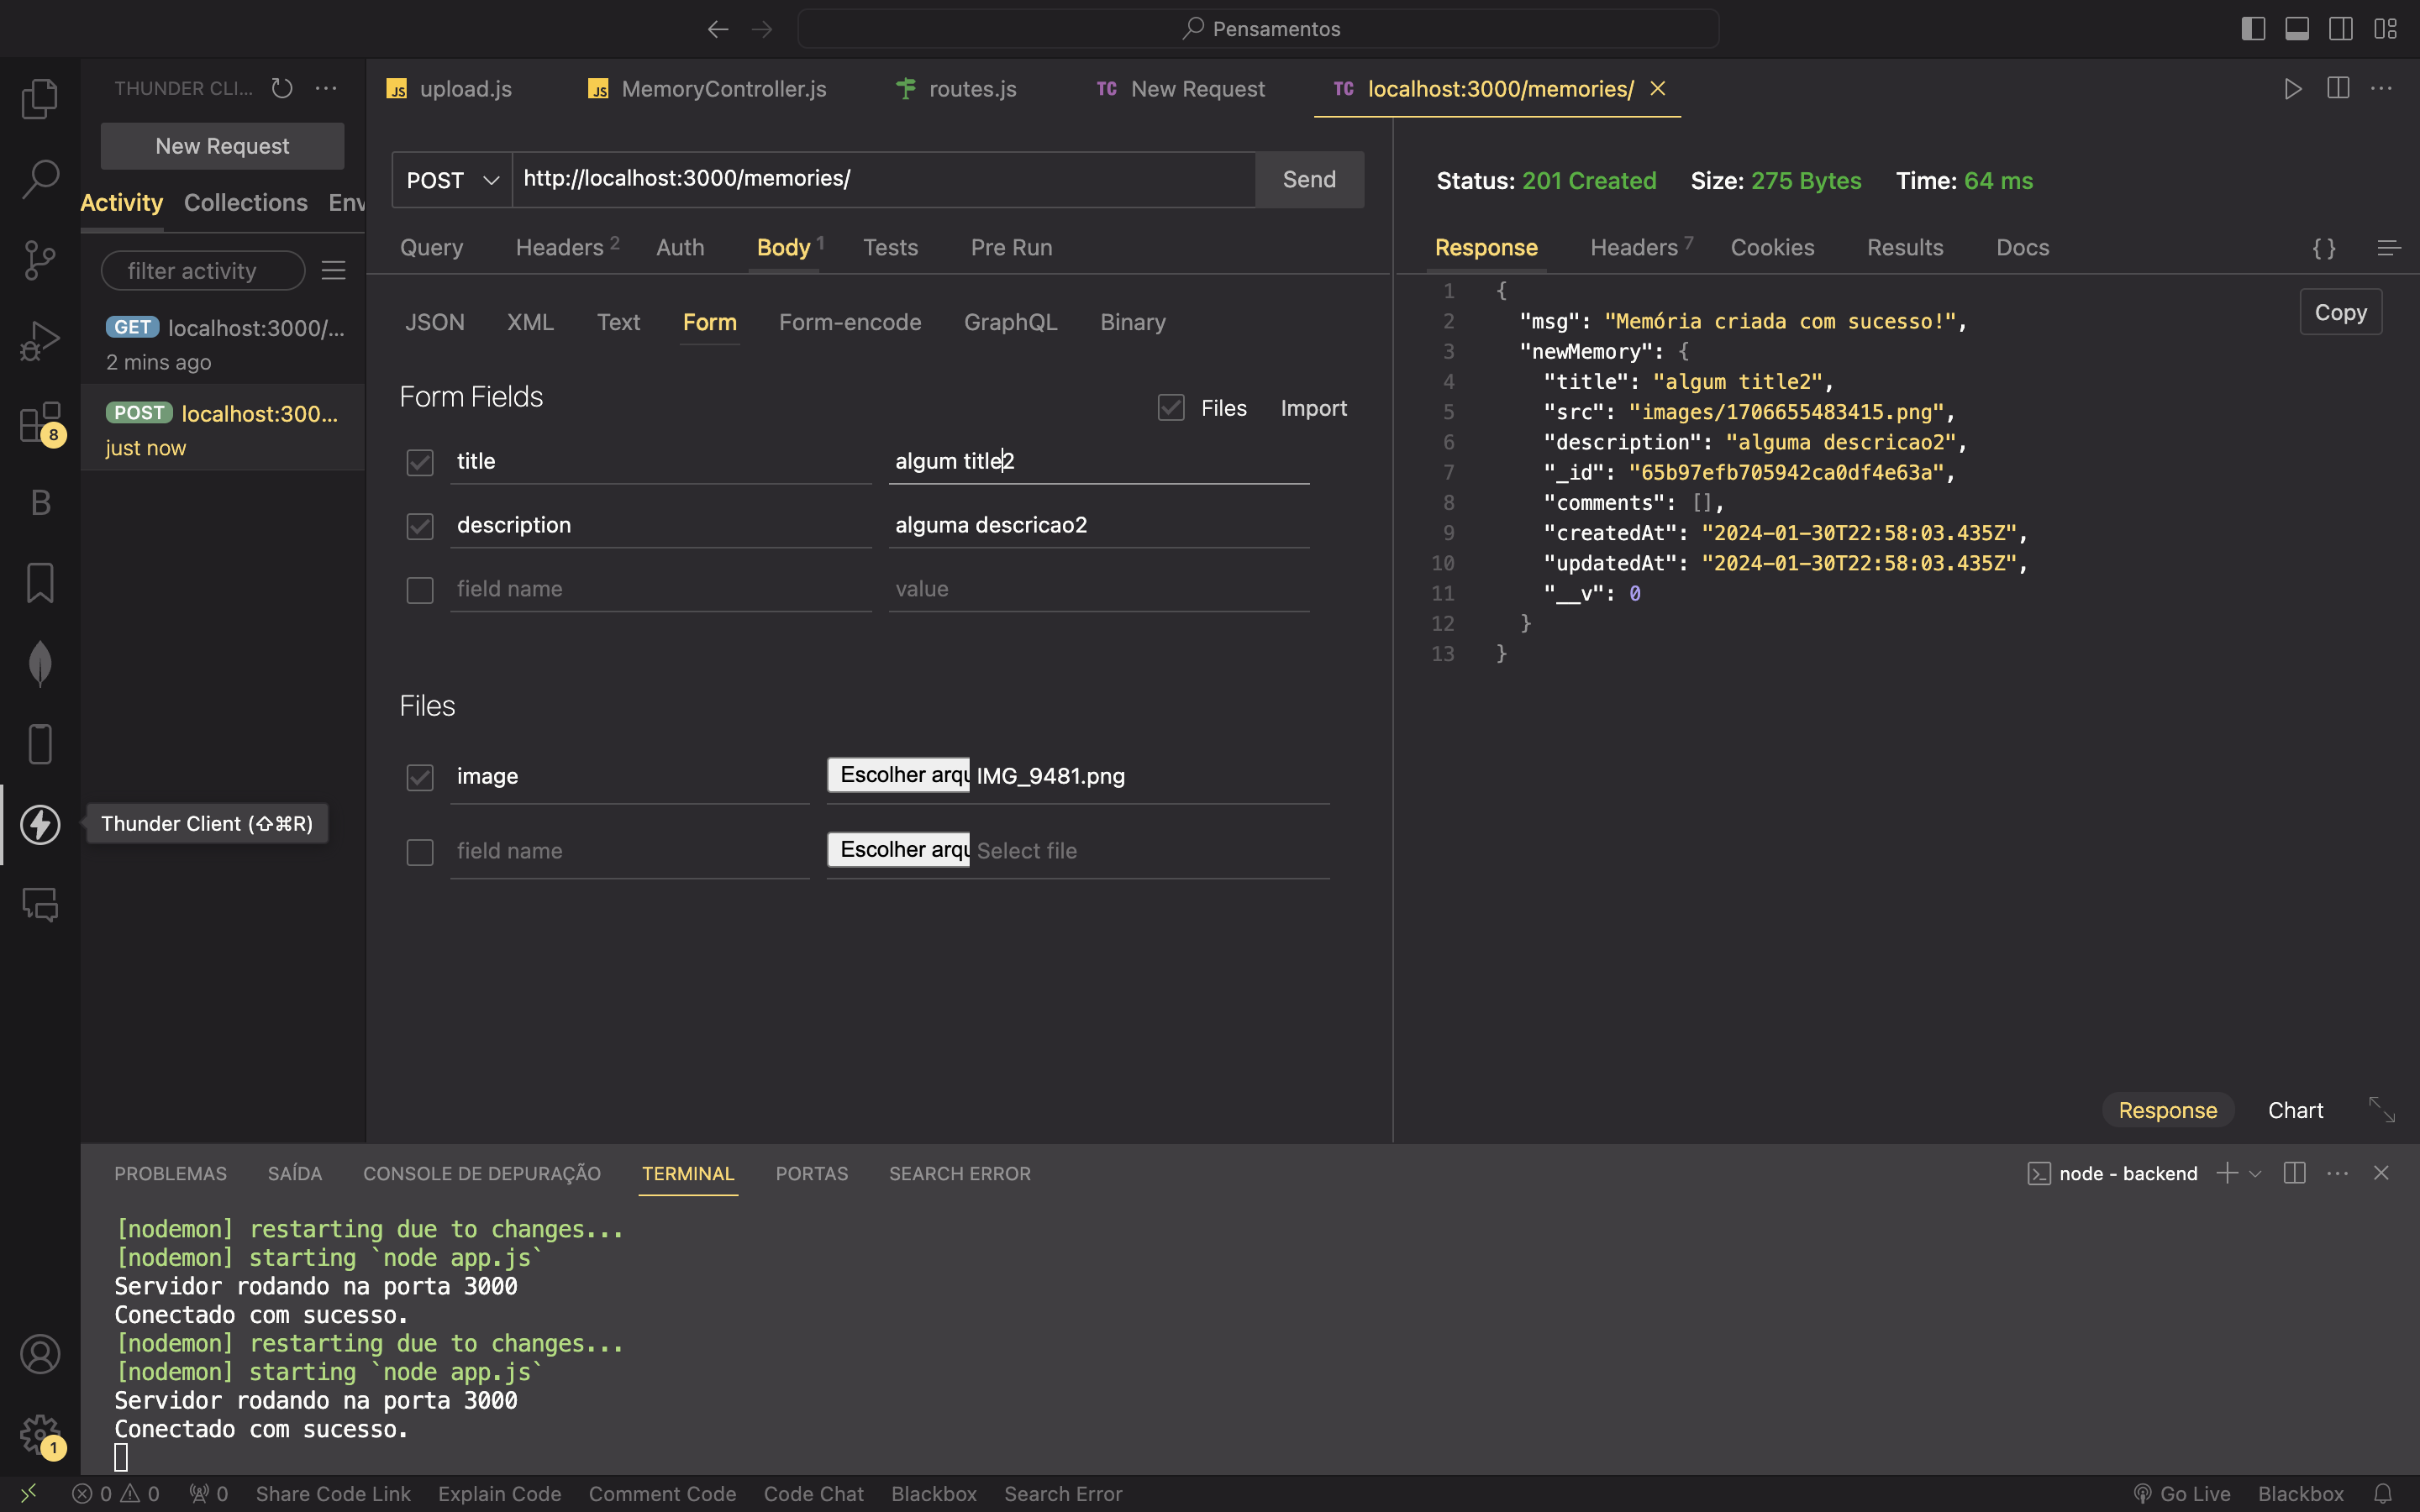 Pensamentos
THUNDER CLI...
New Request
Activity Collections Env
filter activity
GET localhost:3000/...
2 mins ago
POST localhost:300...
just now
8
B
Thunder Client (⇧⌘R)
1
JS upload.js
JS MemoryController.js
routes.js
TC New Request
TC localhost:3000/memories/
POST http://localhost:3000/memories/ Send
Query Headers 2 Auth Body 1 Tests Pre Run
JSON XML Text Form Form-encode GraphQL Binary
Form Fields
Files Import
title algum title2
description alguma descricao2
field name value
Files
image Escolher arqu IMG_9481.png
field name Escolher arqu Select file
Status: 201 Created Size: 275 Bytes Time: 64 ms
Response Headers 7 Cookies Results Docs { }
Copy
1 {
2 "msg": "Memória criada com sucesso!",
3 "newMemory": {
4 "title": "algum title2",
5 "src": "images/1706655483415.png",
6 "description": "alguma descricao2",
7 "_id": "65b97efb705942ca0df4e63a",
8 "comments": [],
9 "createdAt": "2024-01-30T22:58:03.435Z",
10 "updatedAt": "2024-01-30T22:58:03.435Z",
11 "__v": 0
12 }
13 }
Response Chart
PROBLEMAS SAÍDA CONSOLE DE DEPURAÇÃO TERMINAL PORTAS SEARCH ERROR
node - backend
[nodemon] restarting due to changes...
[nodemon] starting `node app.js`
Servidor rodando na porta 3000
Conectado com sucesso.
[nodemon] restarting due to changes...
[nodemon] starting `node app.js`
Servidor rodando na porta 3000
Conectado com sucesso.
0 0 0 Share Code Link Explain Code Comment Code Code Chat Blackbox Search Error Go Live Blackbox